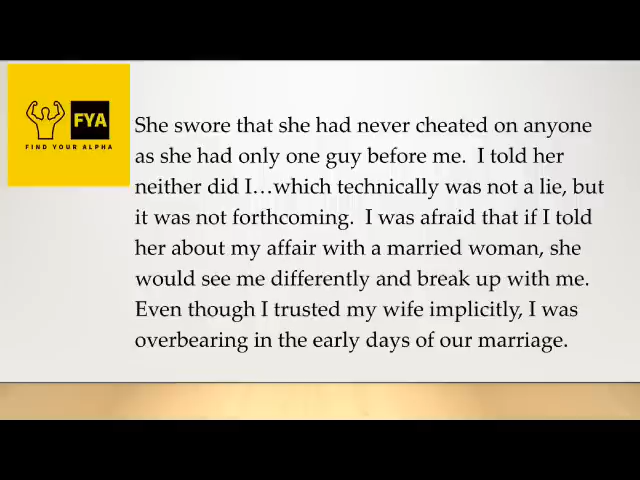 FYA
FIND YOUR ALPHA
She swore that she had never cheated on anyone
as she had only one guy before me.  I told her
neither did I…which technically was not a lie, but
it was not forthcoming.  I was afraid that if I told
her about my affair with a married woman, she
would see me differently and break up with me.
Even though I trusted my wife implicitly, I was
overbearing in the early days of our marriage.